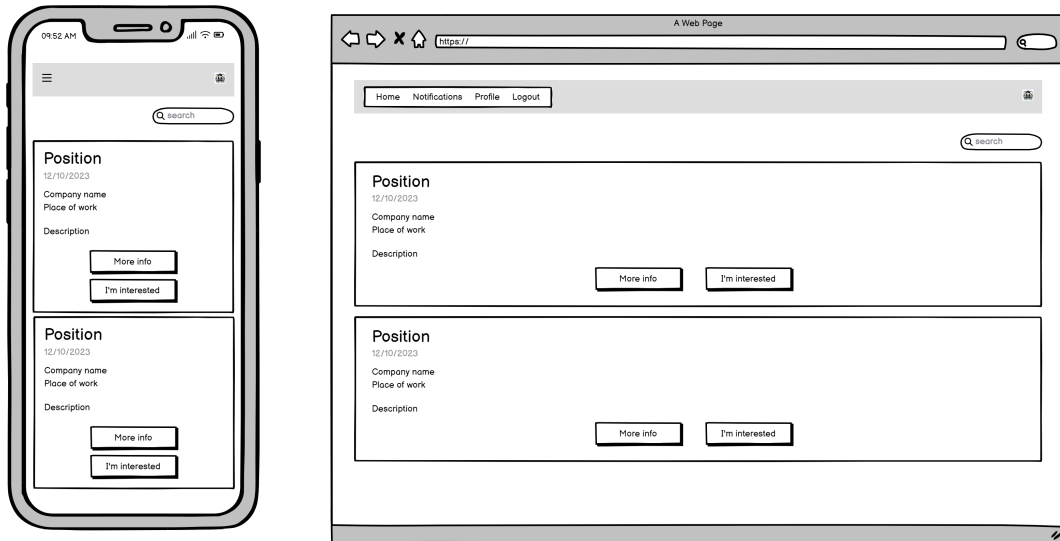 09:52 AM
search
Position
12/10/2023
Company name
Place of work
Description
More info
I'm interested
Position
12/10/2023
Company name
Place of work
Description
More info
I'm interested
A Web Page
https://
Home Notifications Profile Logout
search
Position
12/10/2023
Company name
Place of work
Description
More info I'm interested
Position
12/10/2023
Company name
Place of work
Description
More info I'm interested